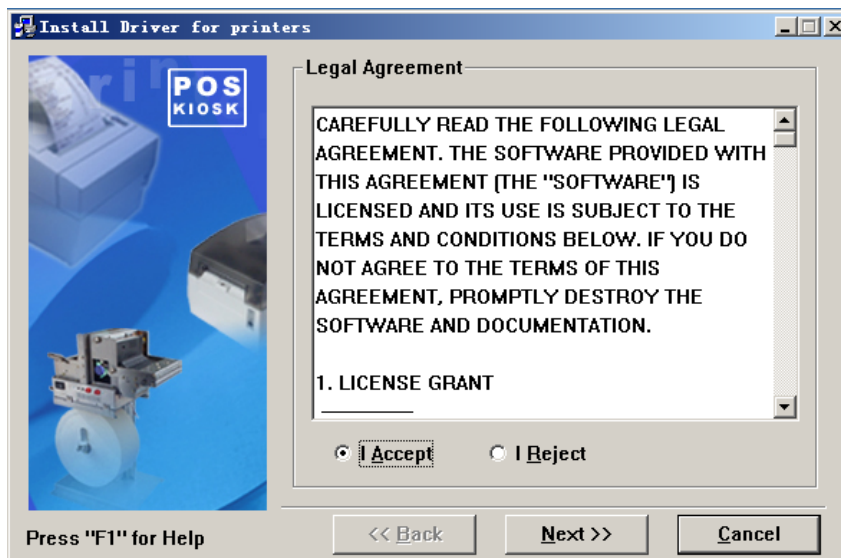 Install Driver for printers
prin
POS
KIOSK
Legal Agreement
CAREFULLY READ THE FOLLOWING LEGAL
AGREEMENT. THE SOFTWARE PROVIDED WITH
THIS AGREEMENT (THE "SOFTWARE") IS
LICENSED AND ITS USE IS SUBJECT TO THE
TERMS AND CONDITIONS BELOW. IF YOU DO
NOT AGREE TO THE TERMS OF THIS
AGREEMENT, PROMPTLY DESTROY THE
SOFTWARE AND DOCUMENTATION.
1. LICENSE GRANT
I Accept I Reject
Press "F1" for Help << Back Next >> Cancel